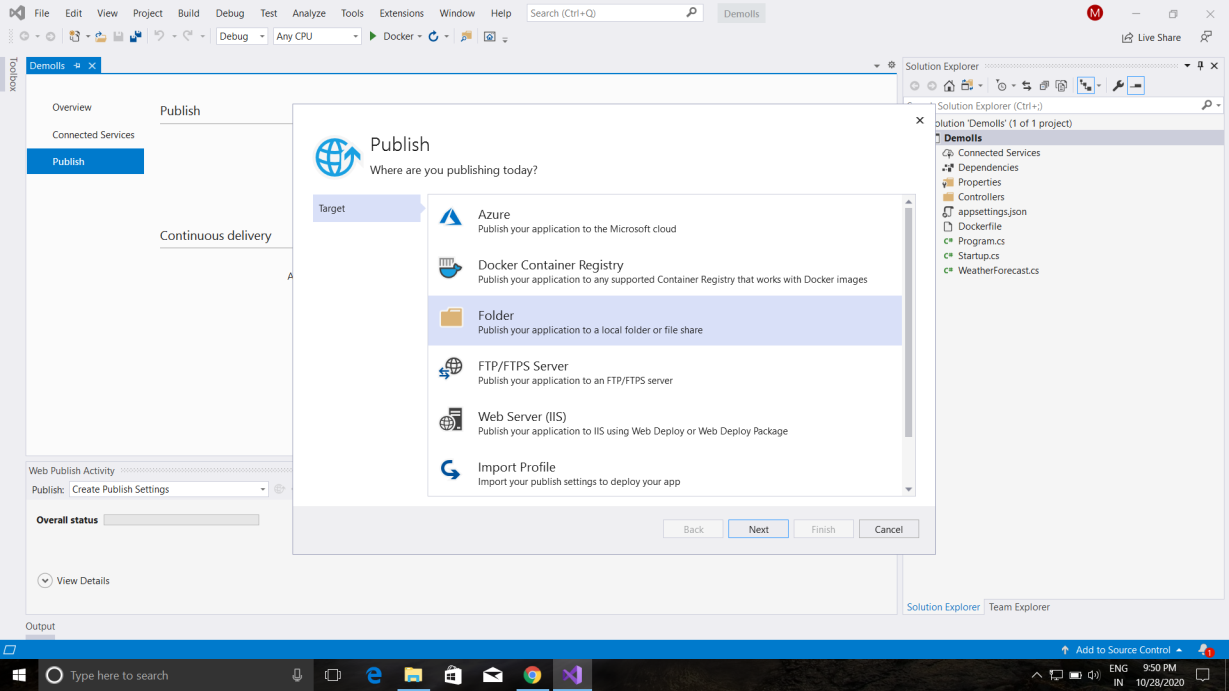 File Edit View Project Build Debug Test Analyze Tools Extensions Window Help Search (Ctrl+Q) Demolls M
Debug Any CPU Docker Live Share
Toolbox
Demolls
Overview
Connected Services
Publish
Publish
Continuous delivery
A
Publish
Where are you publishing today?
Target
Azure
Publish your application to the Microsoft cloud
Docker Container Registry
Publish your application to any supported Container Registry that works with Docker images
Folder
Publish your application to a local folder or file share
FTP/FTPS Server
Publish your application to an FTP/FTPS server
Web Server (IIS)
Publish your application to IIS using Web Deploy or Web Deploy Package
Import Profile
Import your publish settings to deploy your app
Back Next Finish Cancel
Solution Explorer
Solution Explorer (Ctrl+;)
olution 'Demolls' (1 of 1 project)
Demolls
Connected Services
Dependencies
Properties
Controllers
appsettings.json
Dockerfile
C# Program.cs
C# Startup.cs
C# WeatherForecast.cs
Solution Explorer Team Explorer
Web Publish Activity
Publish: Create Publish Settings
Overall status
View Details
Output
Add to Source Control 1
Type here to search
ENG
IN
9:50 PM
10/28/2020